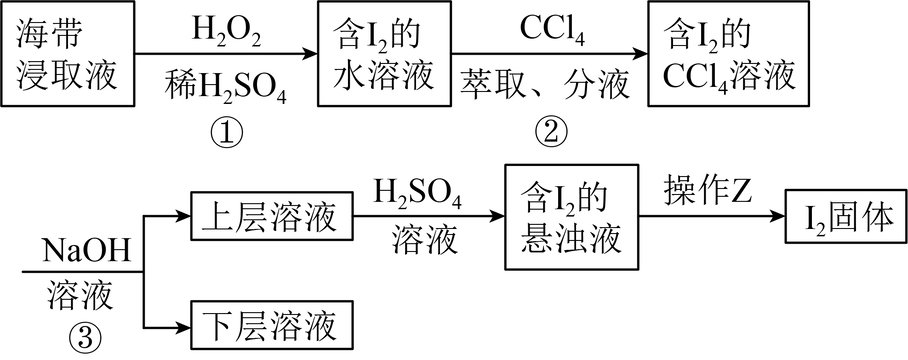 海带
浸取液
H₂O₂
稀H₂SO₄
①
含I₂的
水溶液
CCl₄
萃取、分液
②
含I₂的
CCl₄溶液
NaOH
溶液
③
上层溶液
下层溶液
H₂SO₄
溶液
含I₂的
悬浊液
操作Z
I₂固体